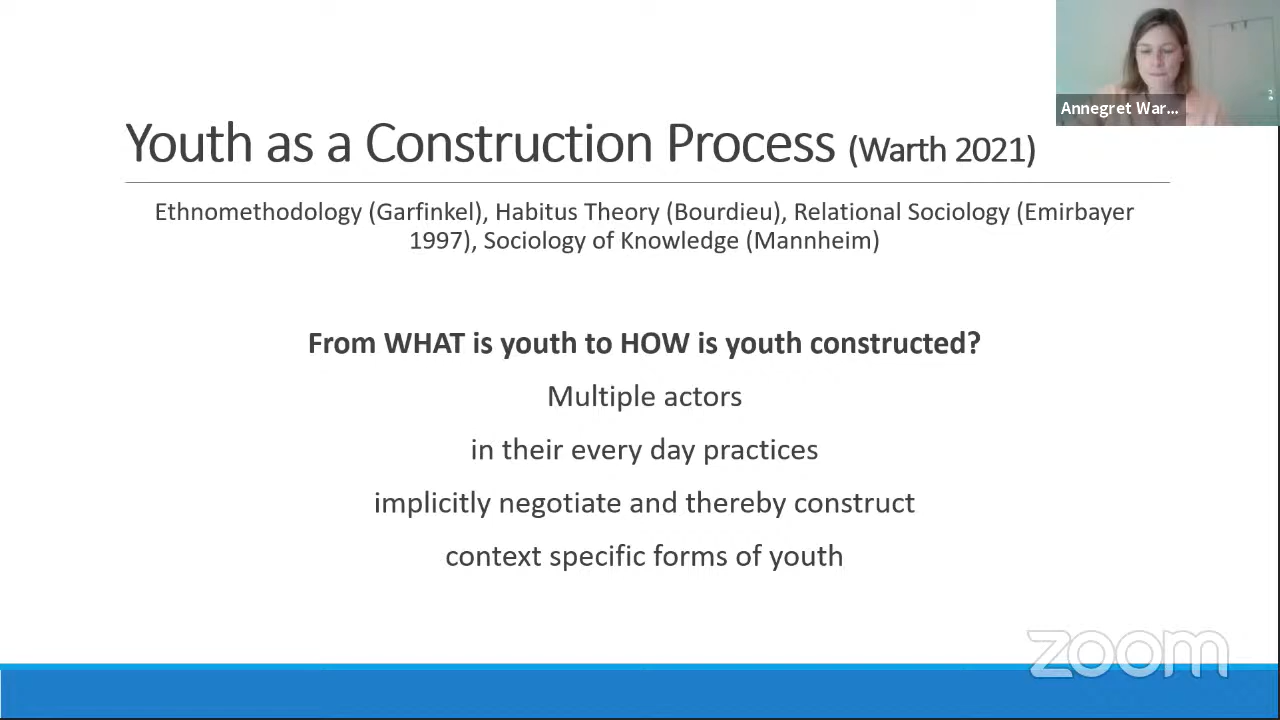 Annegret War...
Youth as a Construction Process (Warth 2021)
Ethnomethodology (Garfinkel), Habitus Theory (Bourdieu), Relational Sociology (Emirbayer
1997), Sociology of Knowledge (Mannheim)
From WHAT is youth to HOW is youth constructed?
Multiple actors
in their every day practices
implicitly negotiate and thereby construct
context specific forms of youth
zoom